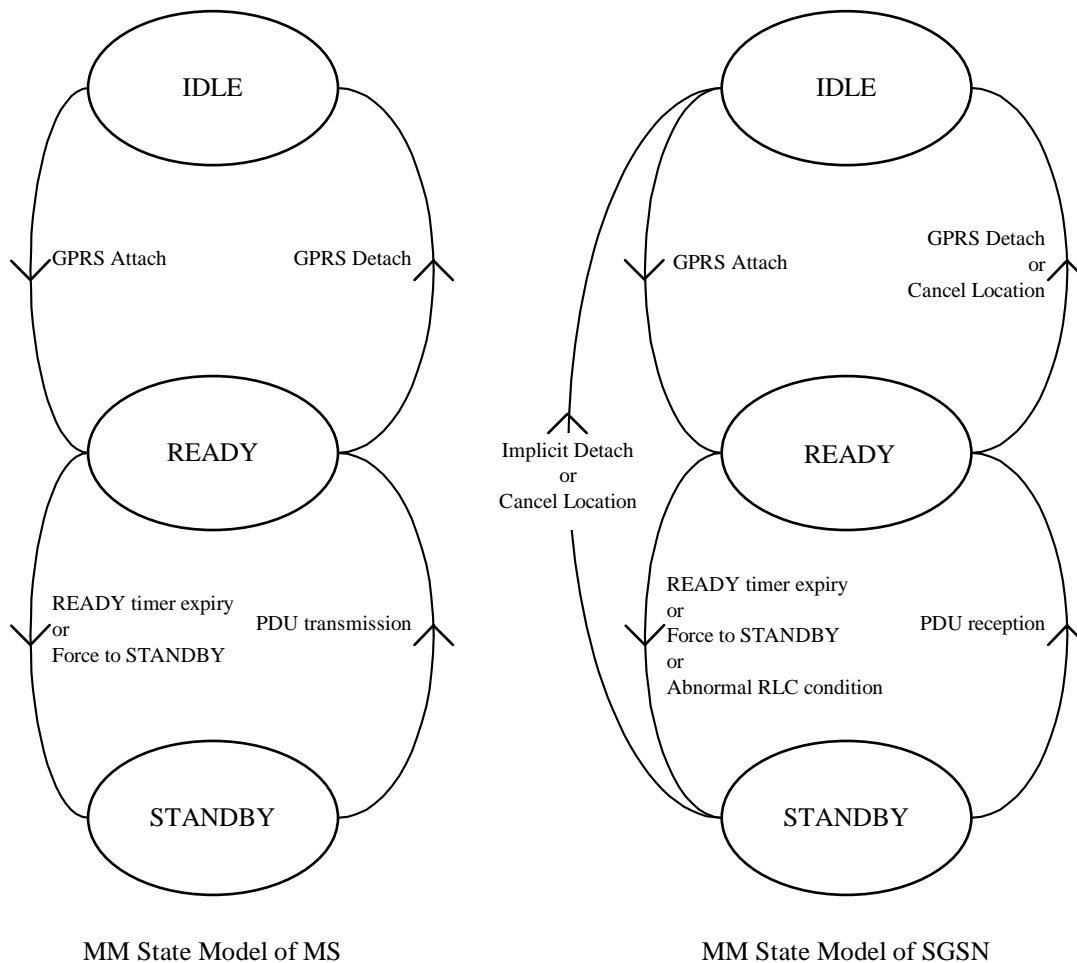 IDLE
GPRS Attach
GPRS Detach
READY
READY timer expiry
or
Force to STANDBY
PDU transmission
STANDBY
MM State Model of MS
IDLE
GPRS Attach
GPRS Detach
or
Cancel Location
Implicit Detach
or
Cancel Location
READY
READY timer expiry
or
Force to STANDBY
or
Abnormal RLC condition
PDU reception
STANDBY
MM State Model of SGSN